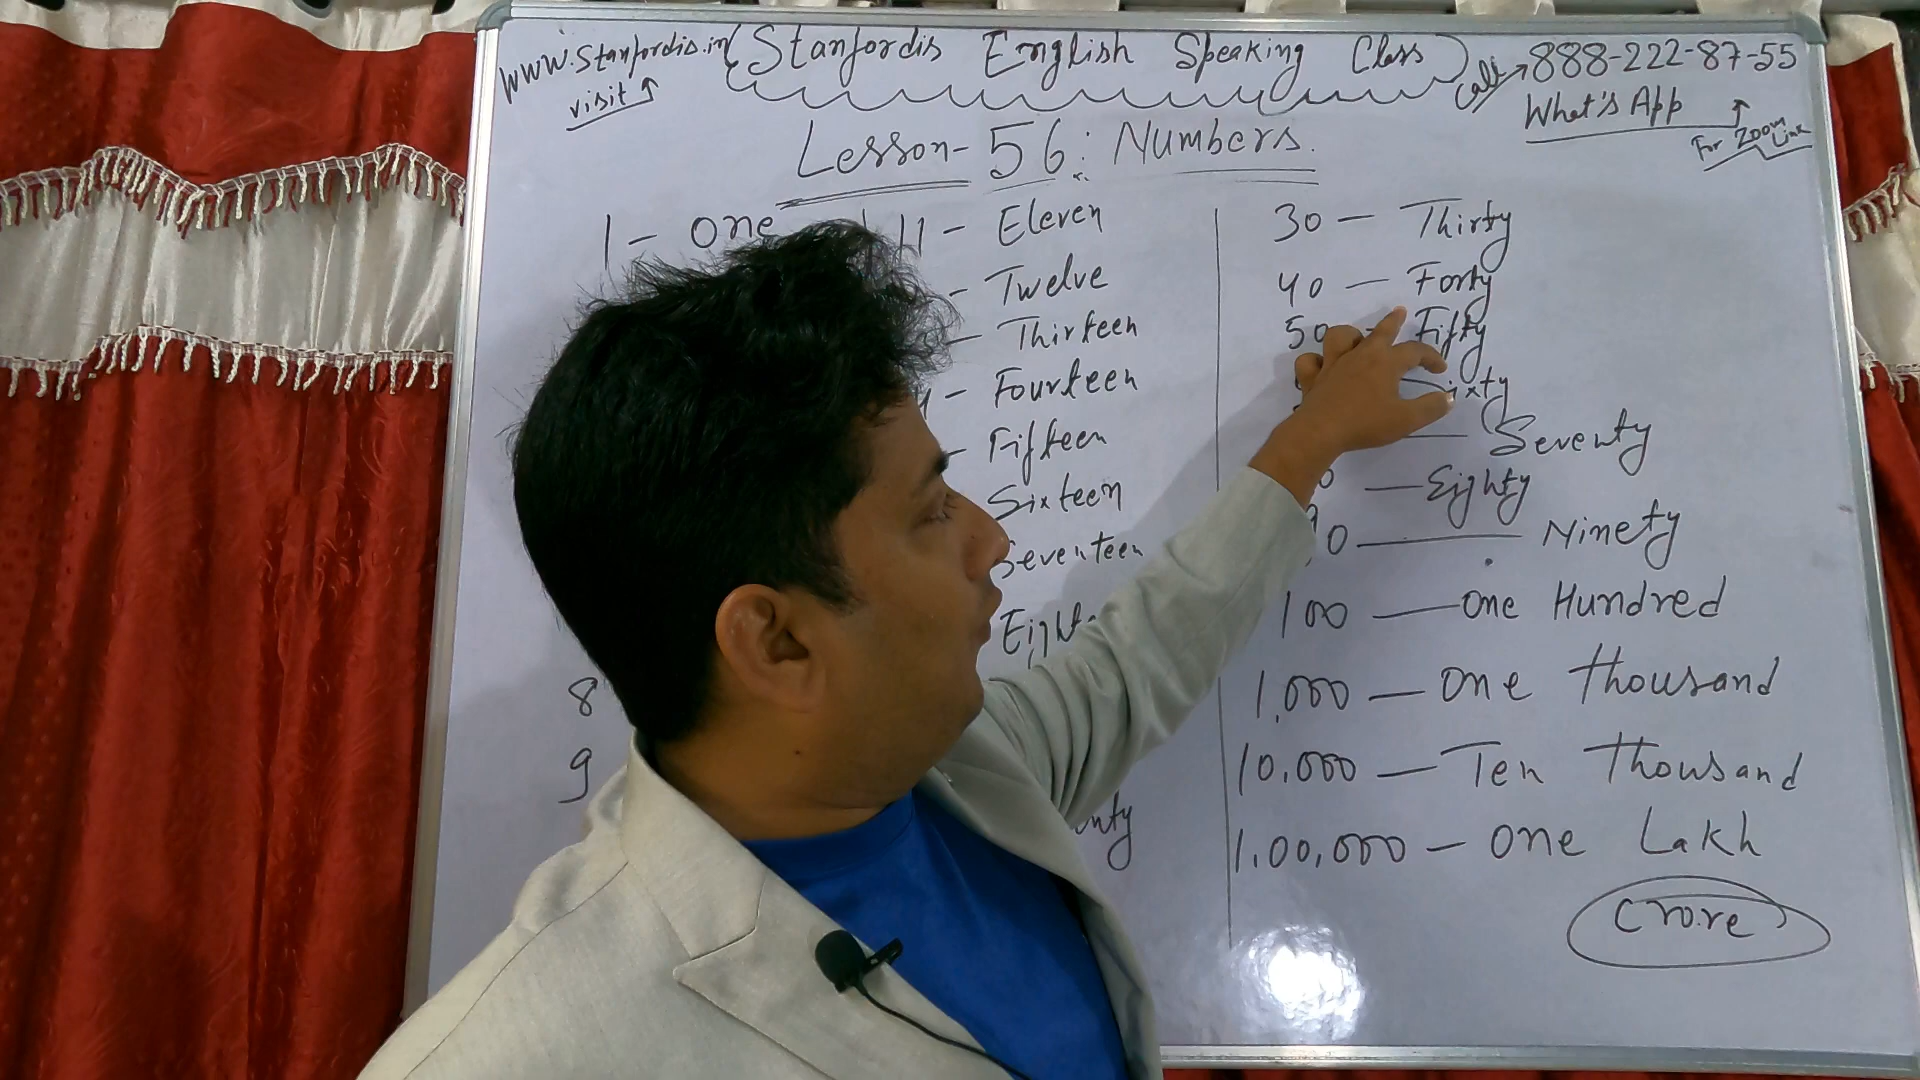 www.Stanfordis.in (Stanfordis English Speaking Class) Call → 888-222-87-55
visit ↑
What's App ↑
For Zoom Link
Lesson-56: Numbers.
1 - one
8
9
11 - Eleven
- Twelve
- Thirteen
- Fourteen
- Fifteen
Sixteen
Seventeen
30 - Thirty
40 - Forty
50 - Fifty
- Seventy
- Eighty
90 - Ninety
100 - One Hundred
1,000 - One Thousand
10,000 - Ten Thousand
1,00,000 - One Lakh
Crore